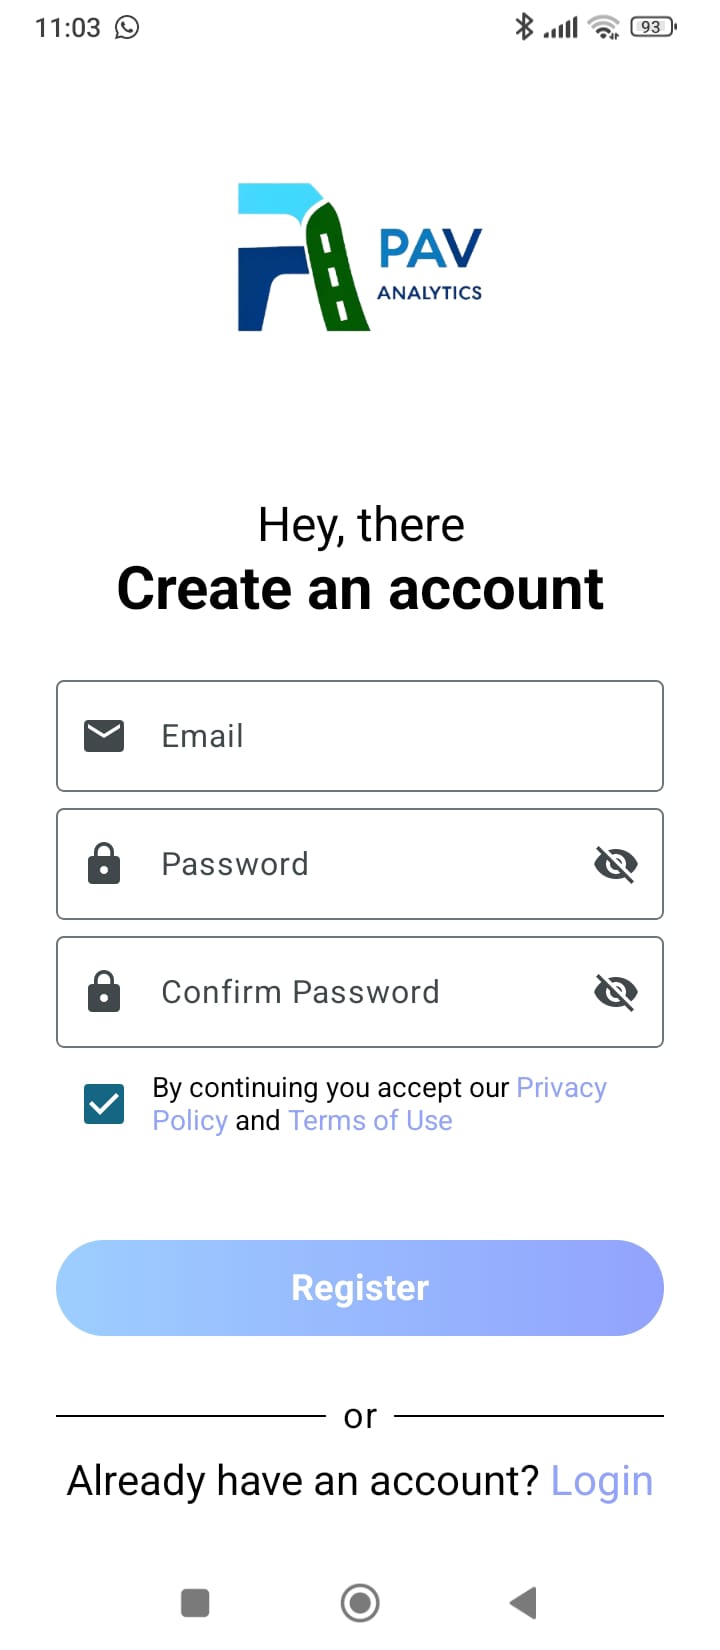 11:03 93
PAV
ANALYTICS
Hey, there
Create an account
Email
Password
Confirm Password
By continuing you accept our Privacy
Policy and Terms of Use
Register
or
Already have an account? Login